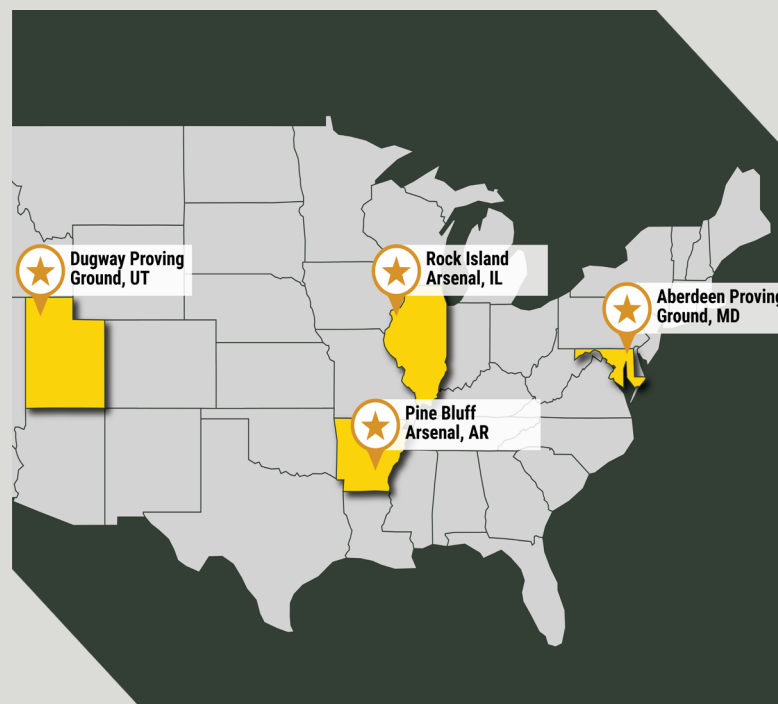 Dugway Proving
Ground, UT
Rock Island
Arsenal, IL
Aberdeen Proving
Ground, MD
Pine Bluff
Arsenal, AR